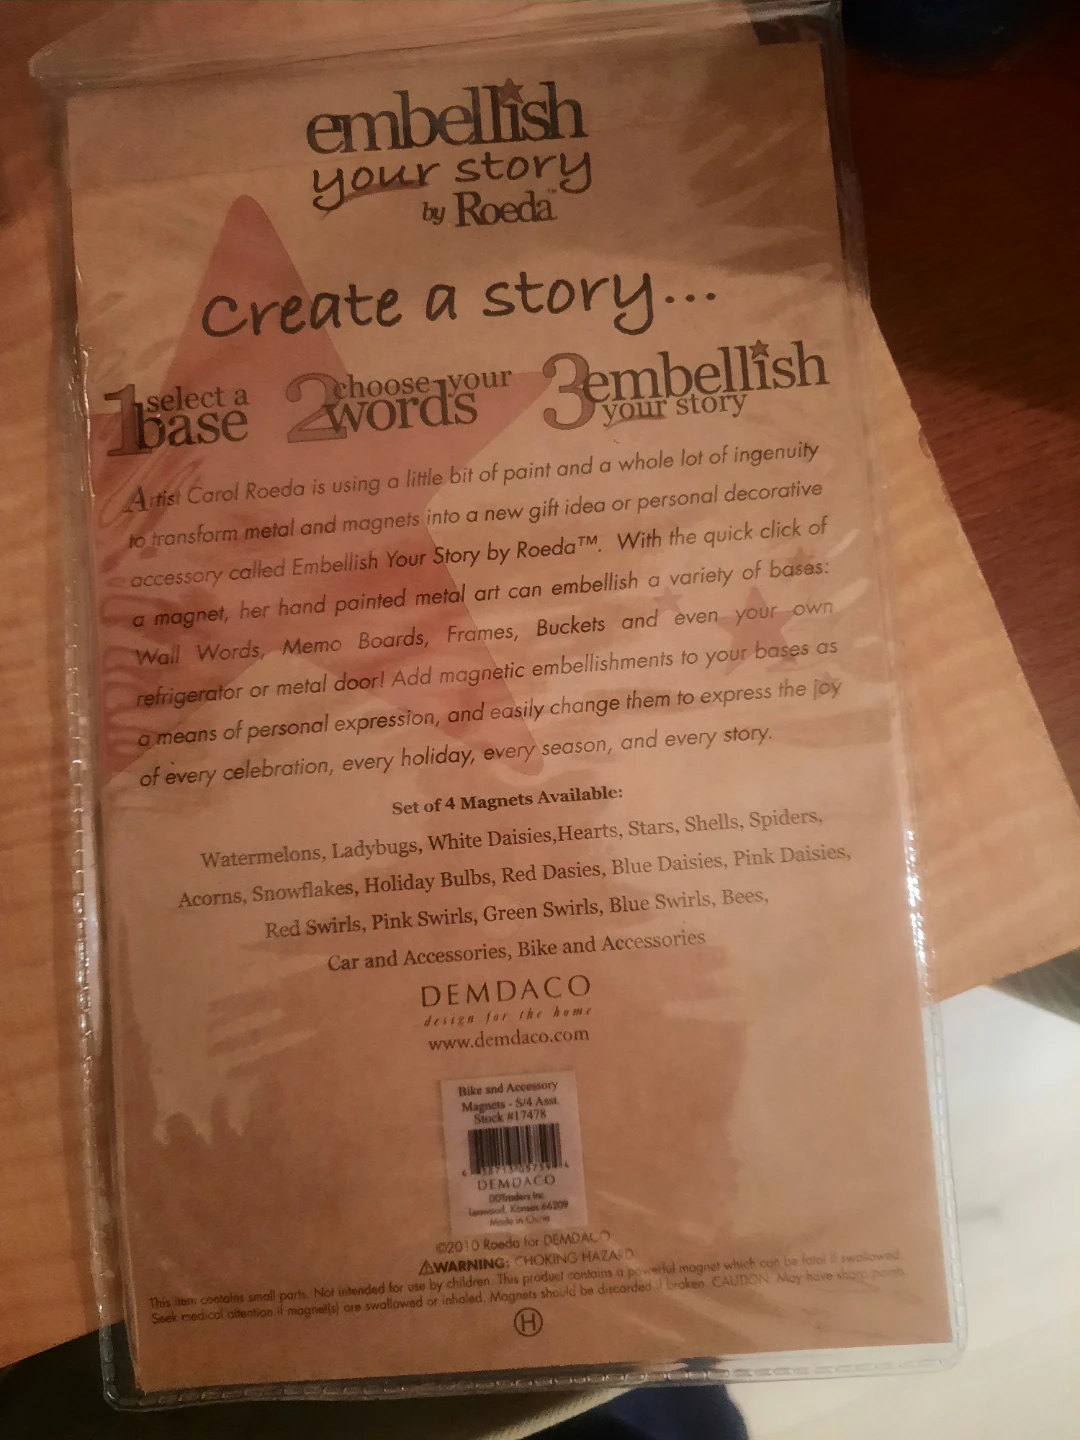 embellish
your story
by Roeda™
Create a story...
1 select a base
2 choose your words
3 embellish your story
Artist Carol Roeda is using a little bit of paint and a whole lot of ingenuity
to transform metal and magnets into a new gift idea or personal decorative
accessory called Embellish Your Story by Roeda™. With the quick click of
a magnet, her hand painted metal art can embellish a variety of bases:
Wall Words, Memo Boards, Frames, Buckets and even your own
refrigerator or metal door! Add magnetic embellishments to your bases as
a means of personal expression, and easily change them to express the joy
of every celebration, every holiday, every season, and every story.
Set of 4 Magnets Available:
Watermelons, Ladybugs, White Daisies,Hearts, Stars, Shells, Spiders,
Acorns, Snowflakes, Holiday Bulbs, Red Dasies, Blue Daisies, Pink Daisies,
Red Swirls, Pink Swirls, Green Swirls, Blue Swirls, Bees,
Car and Accessories, Bike and Accessories
DEMDACO
design for the home
www.demdaco.com
Bike and Accessory
Magnets - S/4 Asst.
Stock #17478
DEMDACO
DDTraders Inc.
Leawood, Kansas 66209
Made in China
©2010 Roeda for DEMDACO
⚠WARNING: CHOKING HAZARD
This item contains small parts. Not intended for use by children. This product contains a powerful magnet which can be fatal if swallowed.
Seek medical attention if magnet(s) are swallowed or inhaled. Magnets should be discarded if broken. CAUTION: May have sharp points.
H